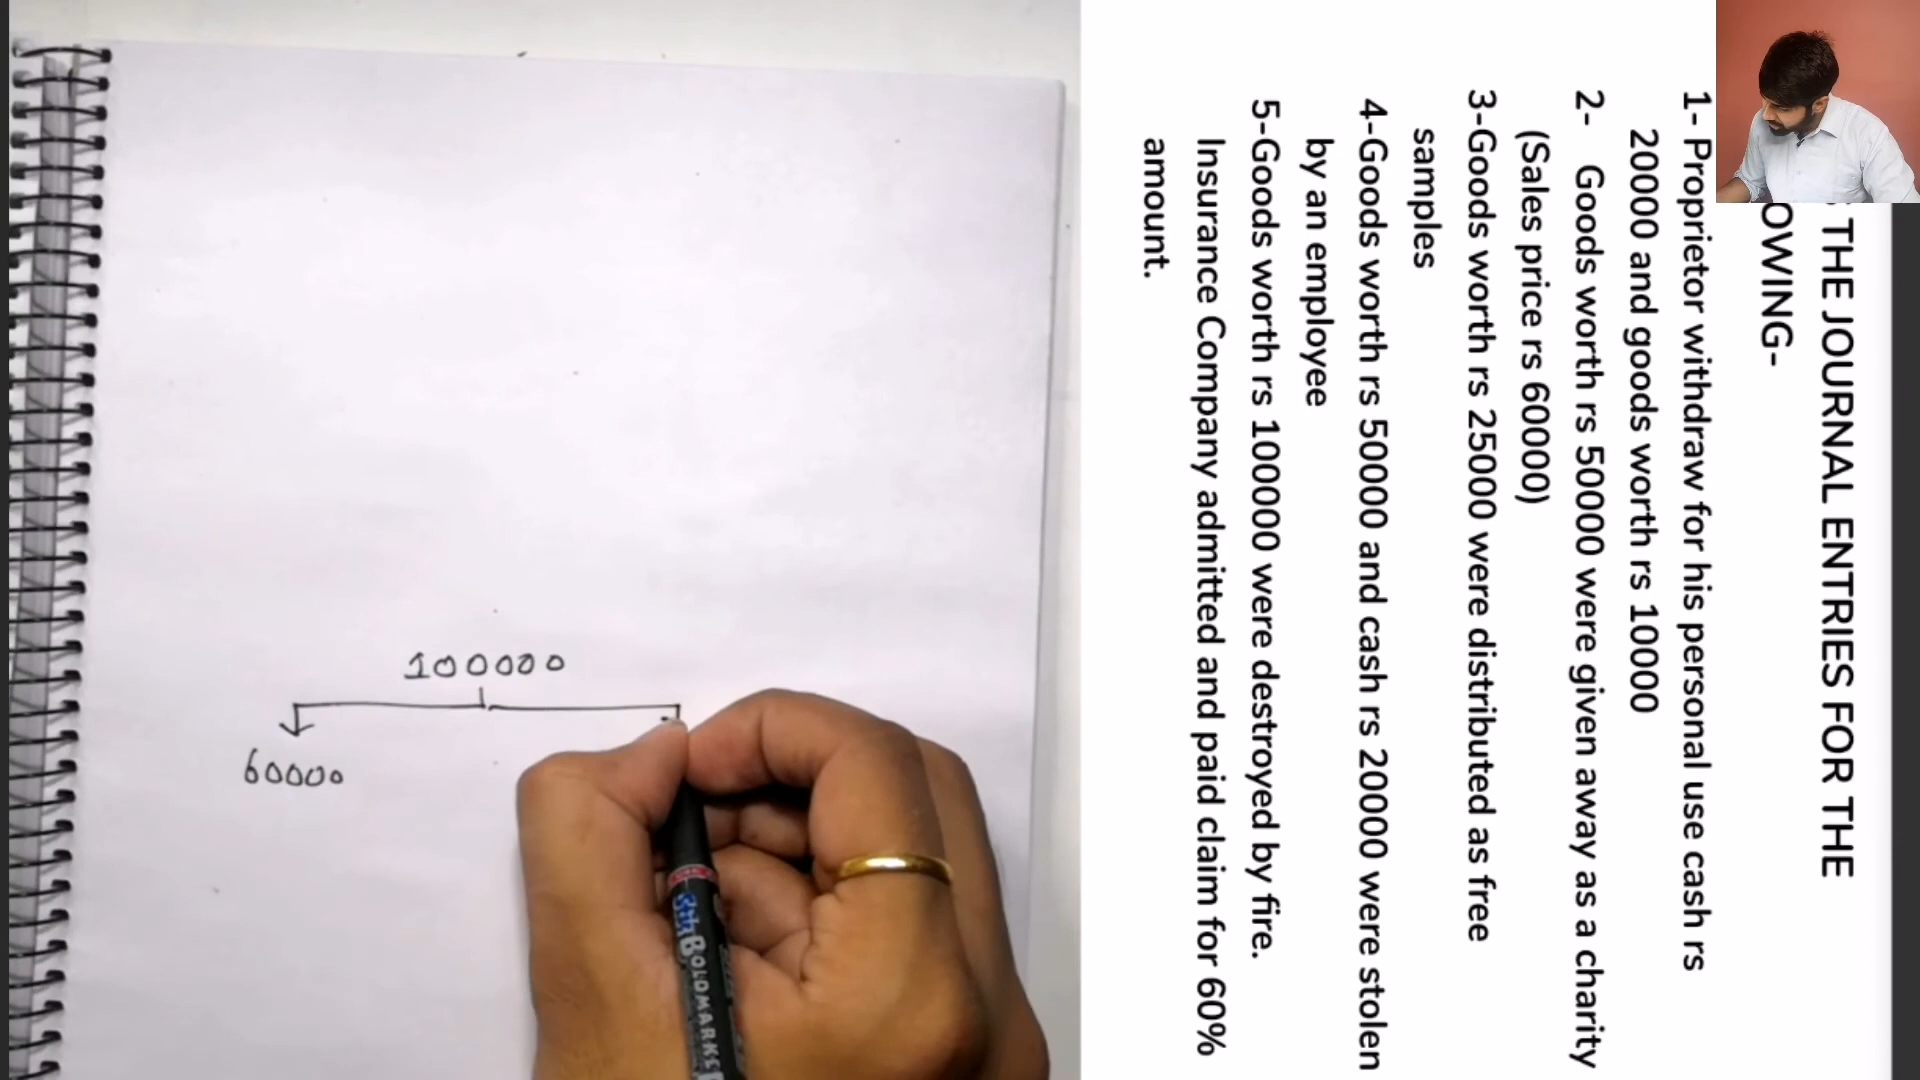 THE JOURNAL ENTRIES FOR THE
OWING-
1- Proprietor withdraw for his personal use cash rs
20000 and goods worth rs 10000
2- Goods worth rs 50000 were given away as a charity
(Sales price rs 60000)
3-Goods worth rs 25000 were distributed as free
samples
4-Goods worth rs 50000 and cash rs 20000 were stolen
by an employee
5-Goods worth rs 100000 were destroyed by fire.
Insurance Company admitted and paid claim for 60%
amount.
100000
60000
BOLDMARKE